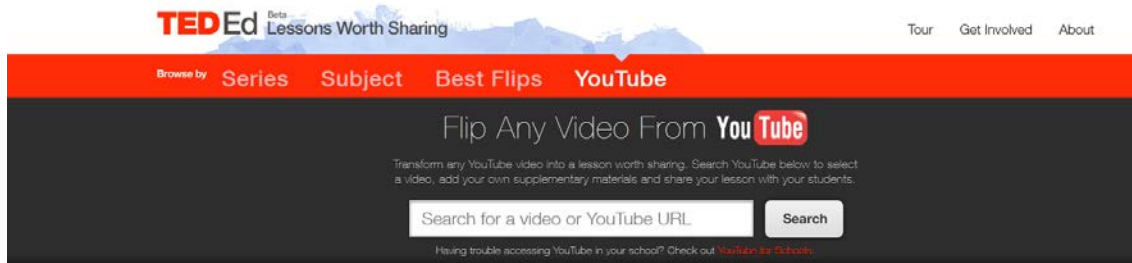 TED Ed Beta Lessons Worth Sharing
Tour Get Involved About
Browse by Series Subject Best Flips YouTube
Flip Any Video From YouTube
Transform any YouTube video into a lesson worth sharing. Search YouTube below to select
a video, add your own supplementary materials and share your lesson with your students.
Search for a video or YouTube URL Search
Having trouble accessing YouTube in your school? Check out YouTube for Schools.